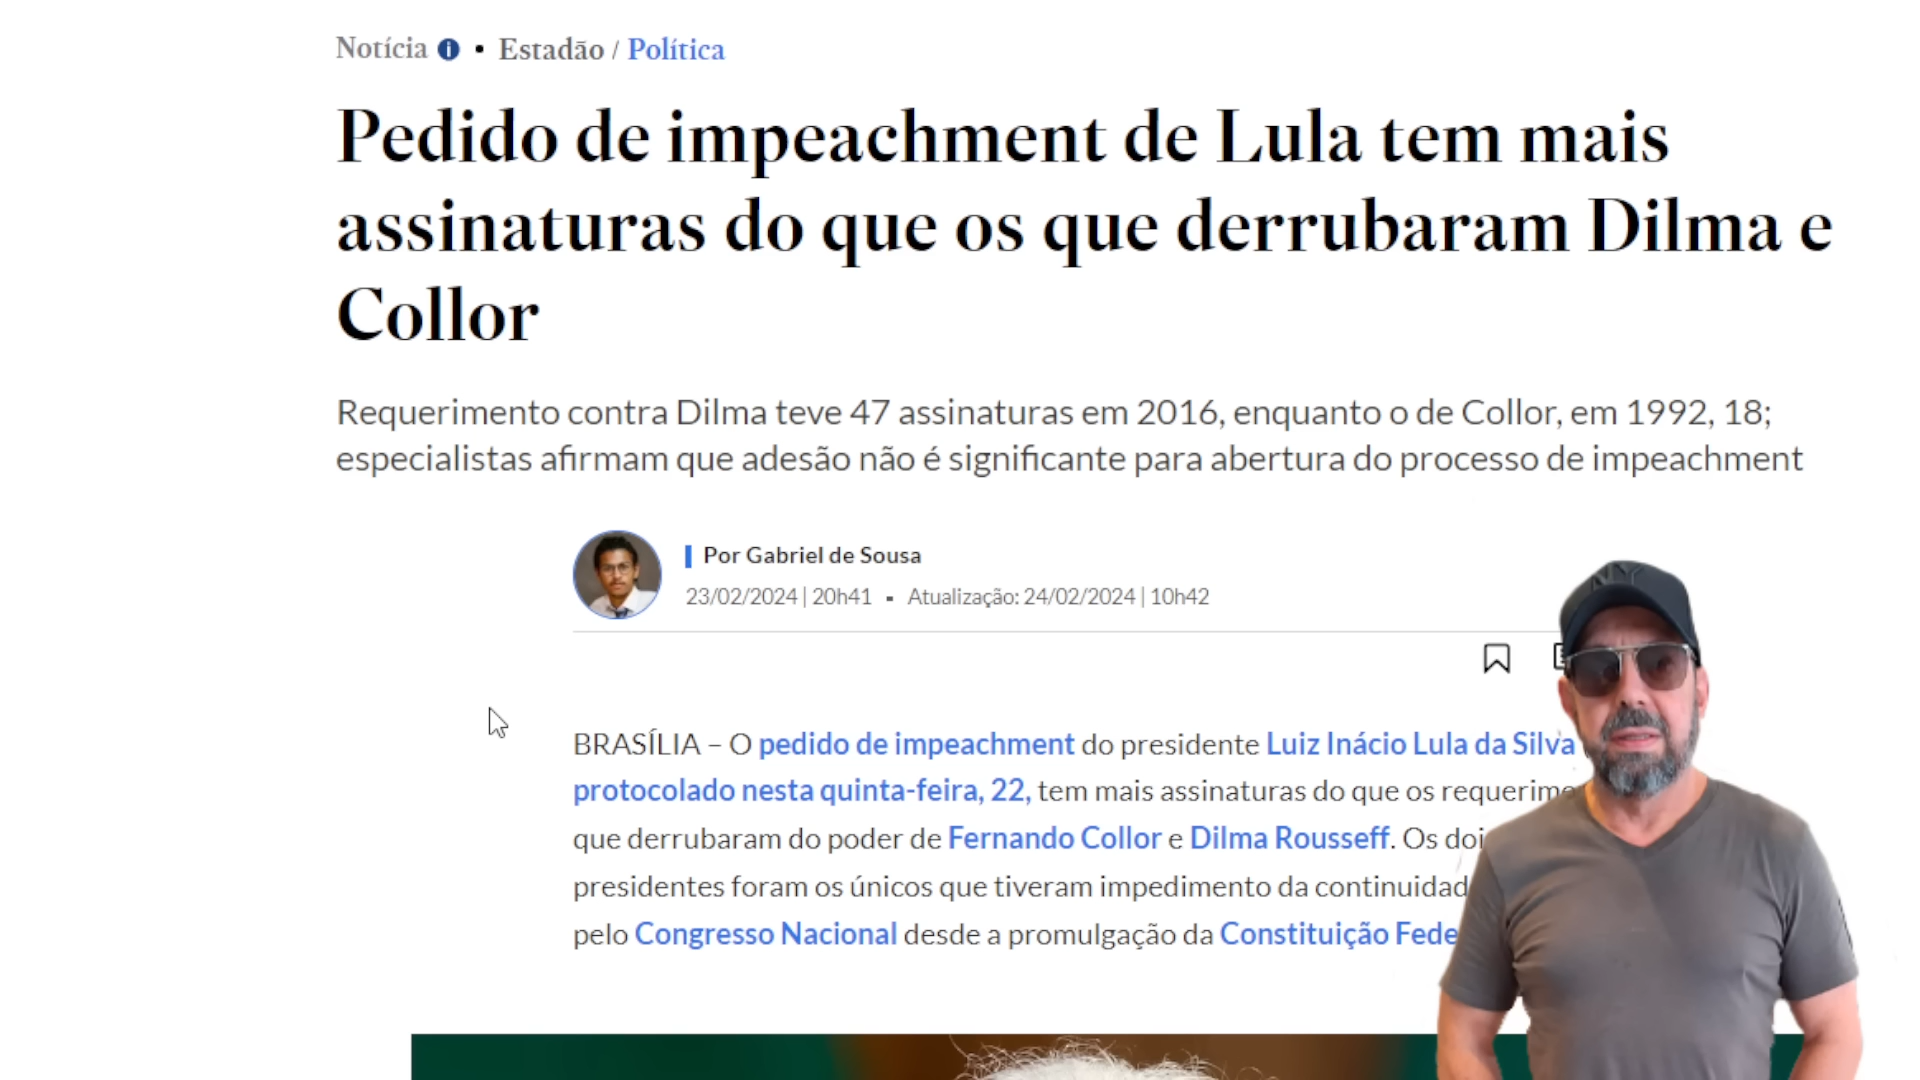 Notícia • Estadão / Política
Pedido de impeachment de Lula tem mais
assinaturas do que os que derrubaram Dilma e
Collor
Requerimento contra Dilma teve 47 assinaturas em 2016, enquanto o de Collor, em 1992, 18;
especialistas afirmam que adesão não é significante para abertura do processo de impeachment
Por Gabriel de Sousa
23/02/2024 | 20h41 ▪ Atualização: 24/02/2024 | 10h42
NY
BRASÍLIA – O pedido de impeachment do presidente Luiz Inácio Lula da Silva
protocolado nesta quinta-feira, 22, tem mais assinaturas do que os
que derrubaram do poder de Fernando Collor e Dilma Rousseff. Os
presidentes foram os únicos que tiveram impedimento da
pelo Congresso Nacional desde a promulgação da Constituição